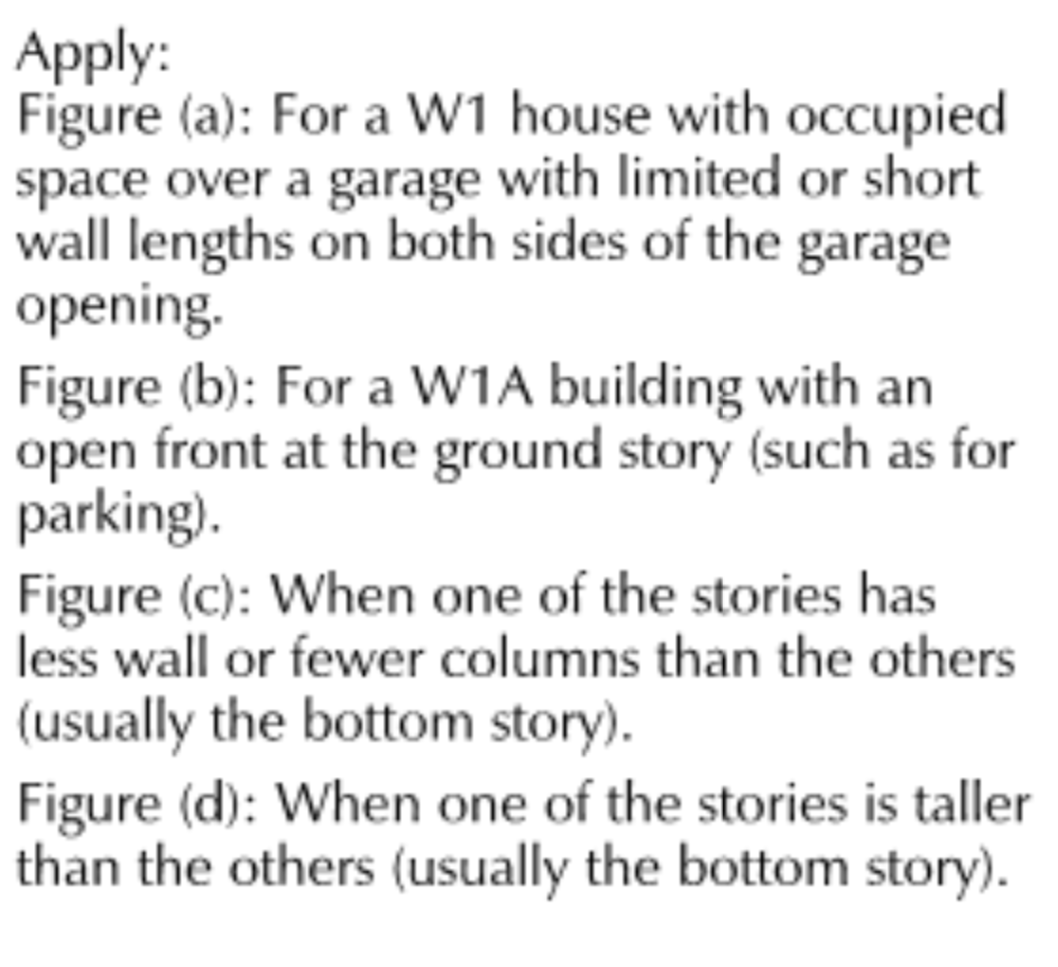 Apply:
Figure (a): For a W1 house with occupied
space over a garage with limited or short
wall lengths on both sides of the garage
opening.
Figure (b): For a W1A building with an
open front at the ground story (such as for
parking).
Figure (c): When one of the stories has
less wall or fewer columns than the others
(usually the bottom story).
Figure (d): When one of the stories is taller
than the others (usually the bottom story).